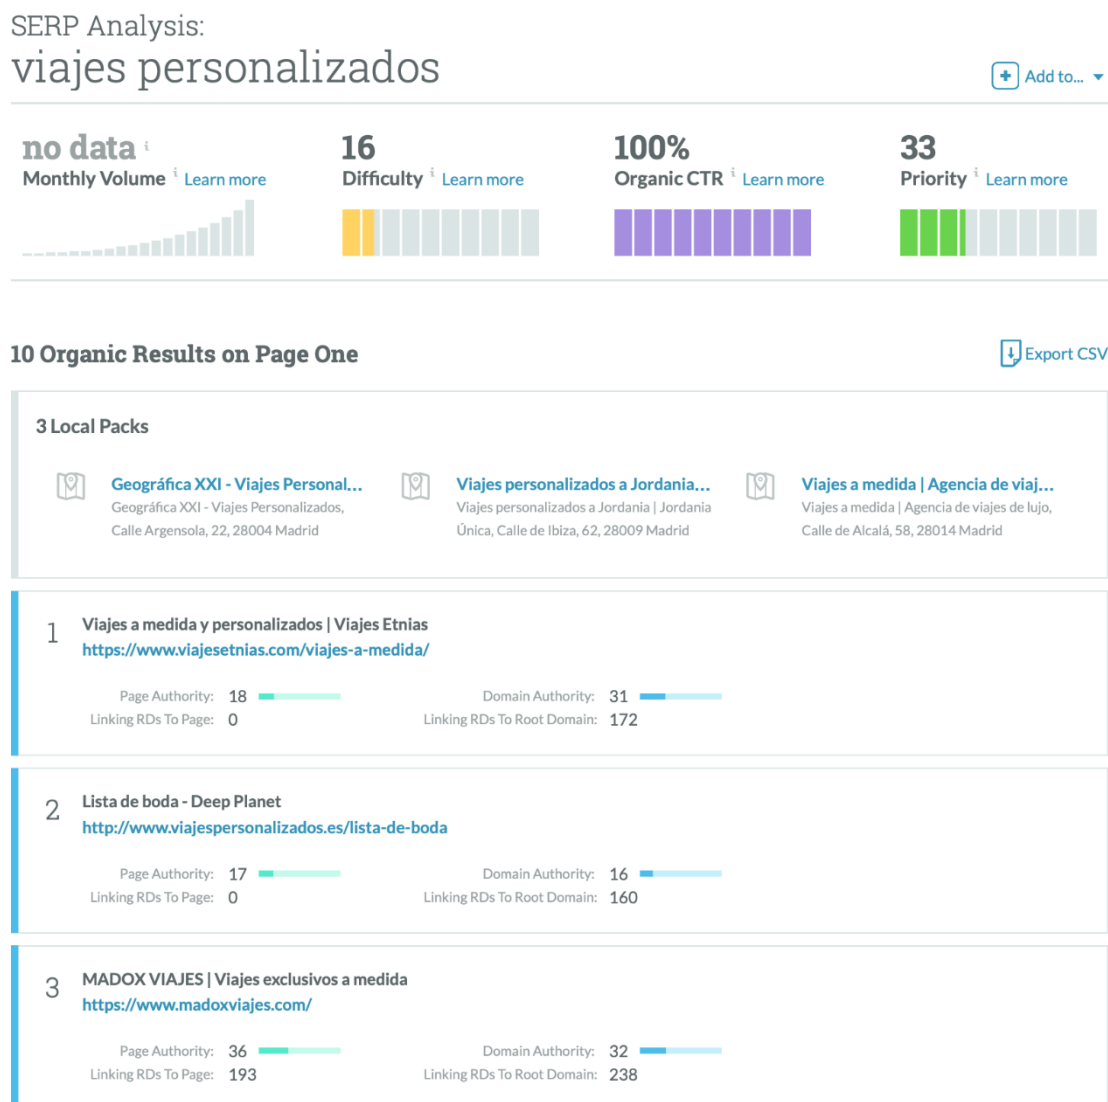 SERP Analysis:
viajes personalizados
Add to...
no data i
Monthly Volume i Learn more
16
Difficulty i Learn more
100%
Organic CTR i Learn more
33
Priority i Learn more
10 Organic Results on Page One
Export CSV
3 Local Packs
Geográfica XXI - Viajes Personal...
Geográfica XXI - Viajes Personalizados,
Calle Argensola, 22, 28004 Madrid
Viajes personalizados a Jordania...
Viajes personalizados a Jordania | Jordania
Única, Calle de Ibiza, 62, 28009 Madrid
Viajes a medida | Agencia de viaj...
Viajes a medida | Agencia de viajes de lujo,
Calle de Alcalá, 58, 28014 Madrid
1
Viajes a medida y personalizados | Viajes Etnias
https://www.viajesetnias.com/viajes-a-medida/
Page Authority: 18
Domain Authority: 31
Linking RDs To Page: 0
Linking RDs To Root Domain: 172
2
Lista de boda - Deep Planet
http://www.viajespersonalizados.es/lista-de-boda
Page Authority: 17
Domain Authority: 16
Linking RDs To Page: 0
Linking RDs To Root Domain: 160
3
MADOX VIAJES | Viajes exclusivos a medida
https://www.madoxviajes.com/
Page Authority: 36
Domain Authority: 32
Linking RDs To Page: 193
Linking RDs To Root Domain: 238